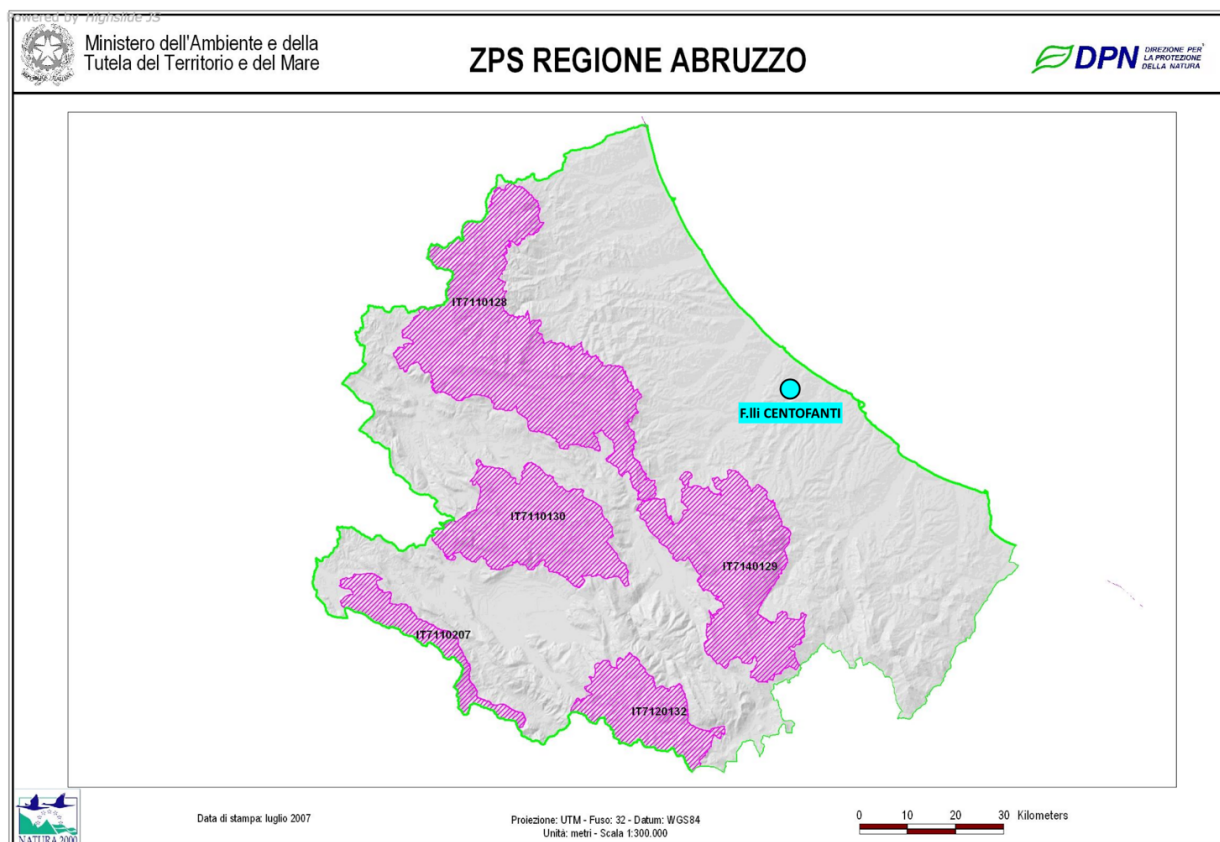 Powered by Highslide JS
Ministero dell'Ambiente e della
Tutela del Territorio e del Mare
ZPS REGIONE ABRUZZO
DPN
DIREZIONE PER
LA PROTEZIONE
DELLA NATURA
IT7110128
F.lli CENTOFANTI
IT7110130
IT7140129
IT7110207
IT7120132
NATURA 2000
Data di stampa: luglio 2007
Proiezione: UTM - Fuso: 32 - Datum: WGS84
Unità: metri - Scala 1:300.000
0 10 20 30 Kilometers